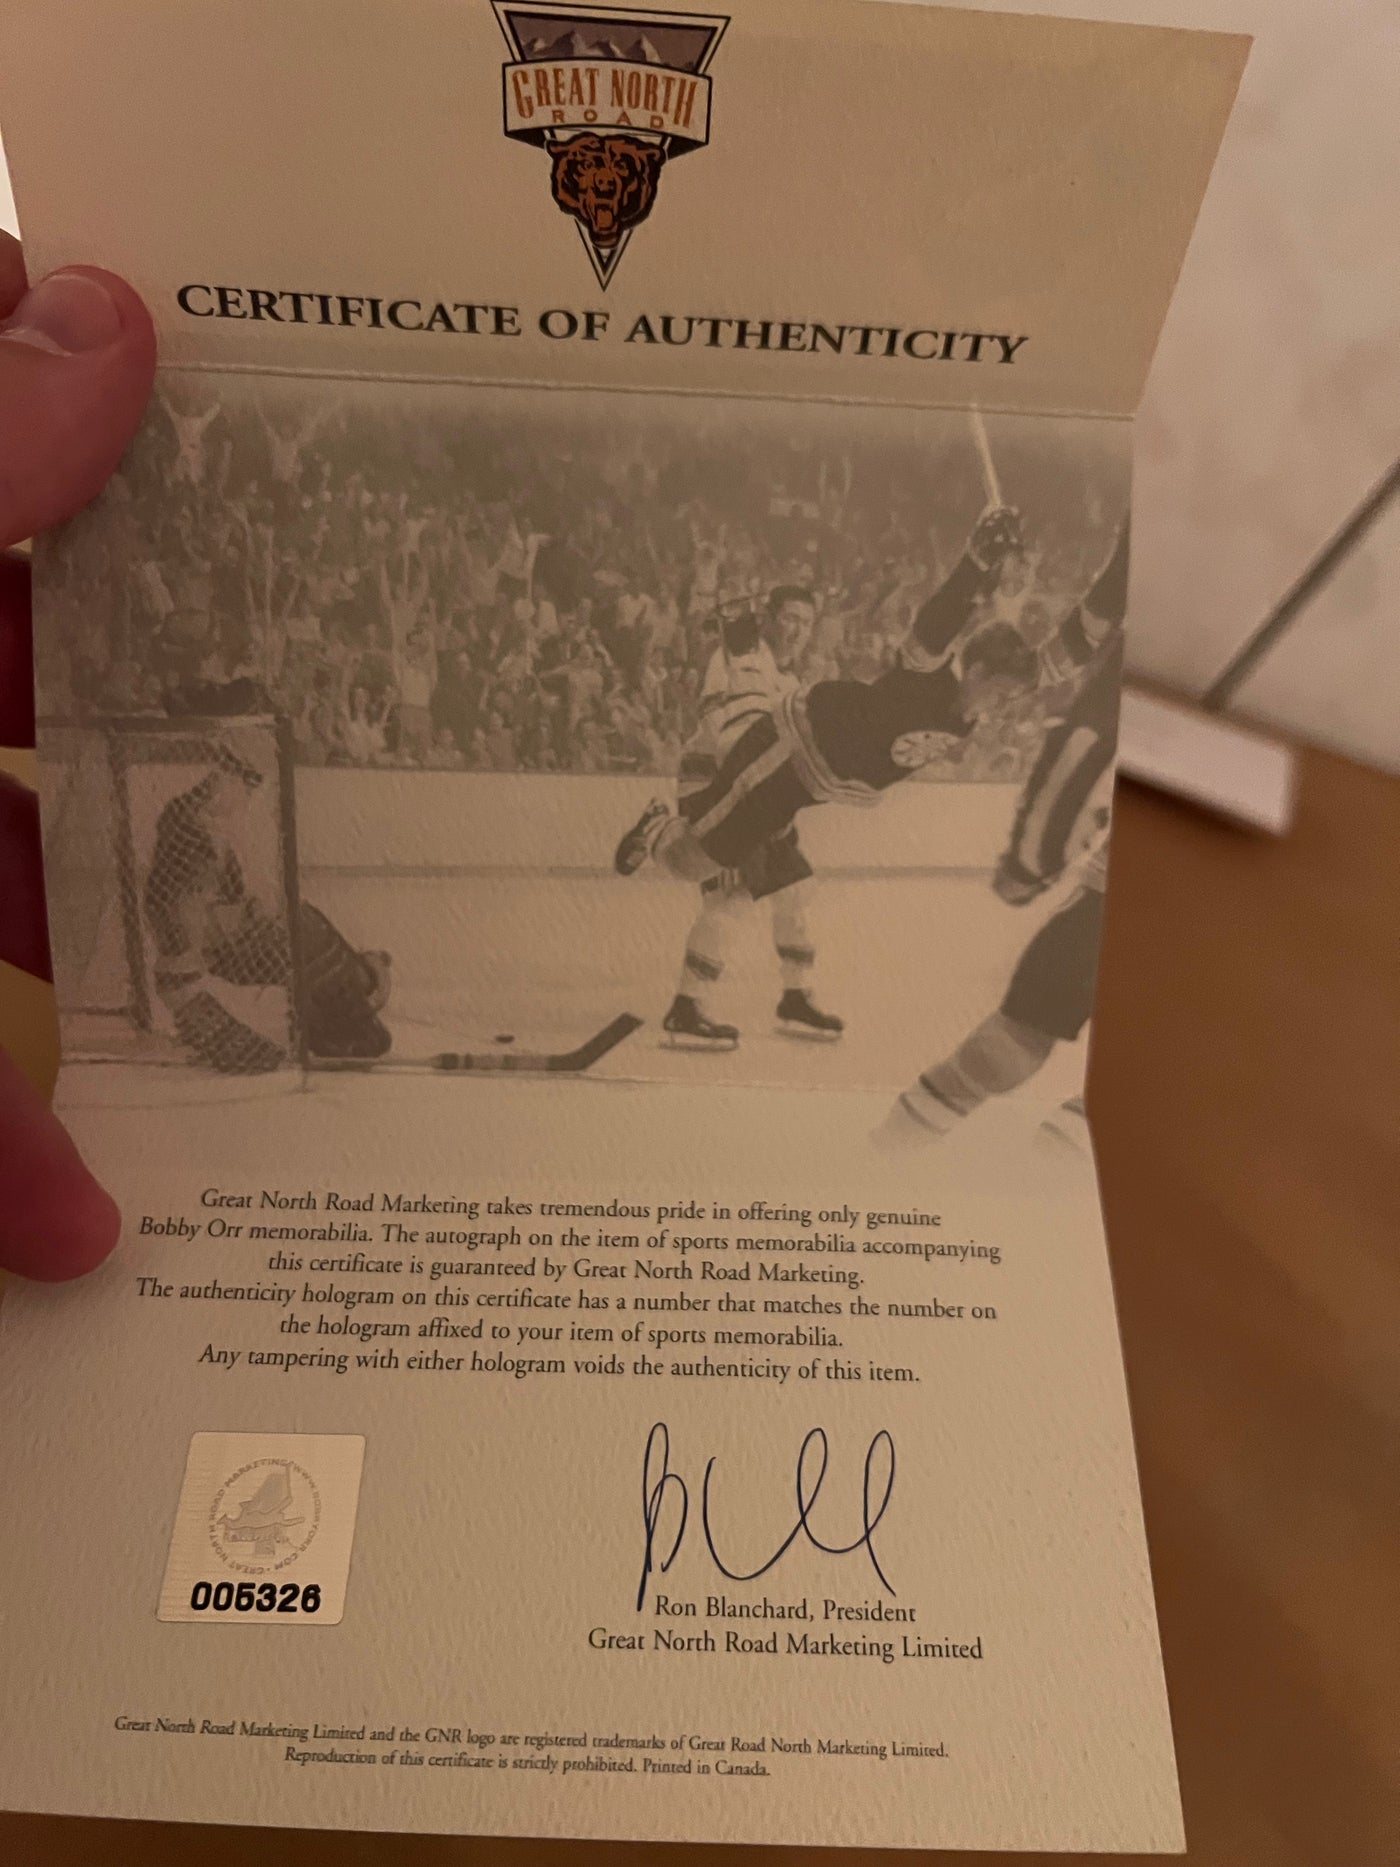 GREAT NORTH
ROAD
CERTIFICATE OF AUTHENTICITY
Great North Road Marketing takes tremendous pride in offering only genuine
Bobby Orr memorabilia. The autograph on the item of sports memorabilia accompanying
this certificate is guaranteed by Great North Road Marketing.
The authenticity hologram on this certificate has a number that matches the number on
the hologram affixed to your item of sports memorabilia.
Any tampering with either hologram voids the authenticity of this item.
GREAT NORTH ROAD MARKETING
005326
Ron Blanchard, President
Great North Road Marketing Limited
Great North Road Marketing Limited and the GNR logo are registered trademarks of Great Road North Marketing Limited.
Reproduction of this certificate is strictly prohibited. Printed in Canada.